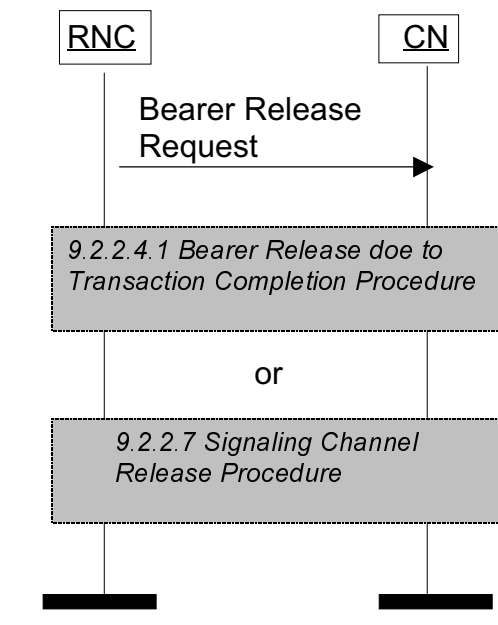 RNC
CN
Bearer Release
Request
9.2.2.4.1 Bearer Release doe to
Transaction Completion Procedure
or
9.2.2.7 Signaling Channel
Release Procedure